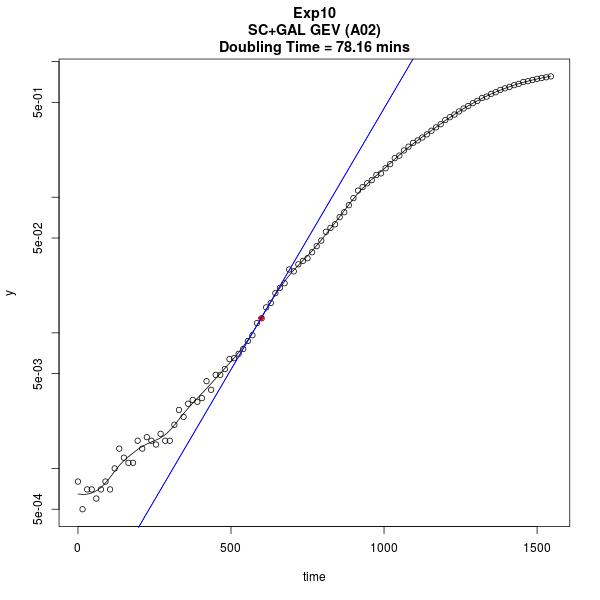 Exp10
SC+GAL GEV (A02)
Doubling Time = 78.16 mins
5e-01
5e-02
y
5e-03
5e-04
0 500 1000 1500
time